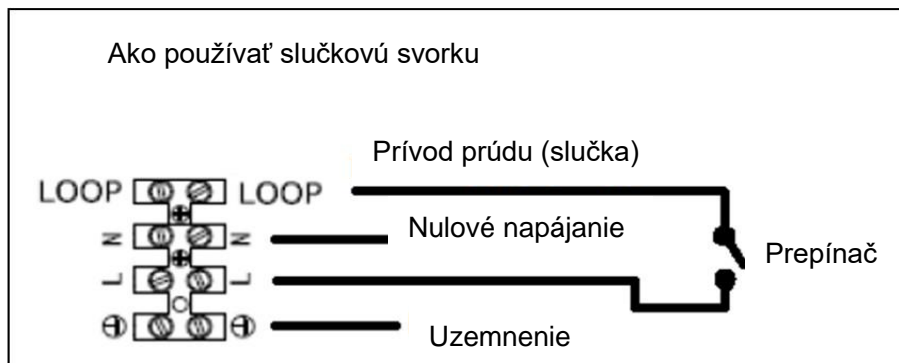 Ako používať slučkovú svorku
Prívod prúdu (slučka)
LOOP LOOP
N N Nulové napájanie
Prepínač
L L
Uzemnenie